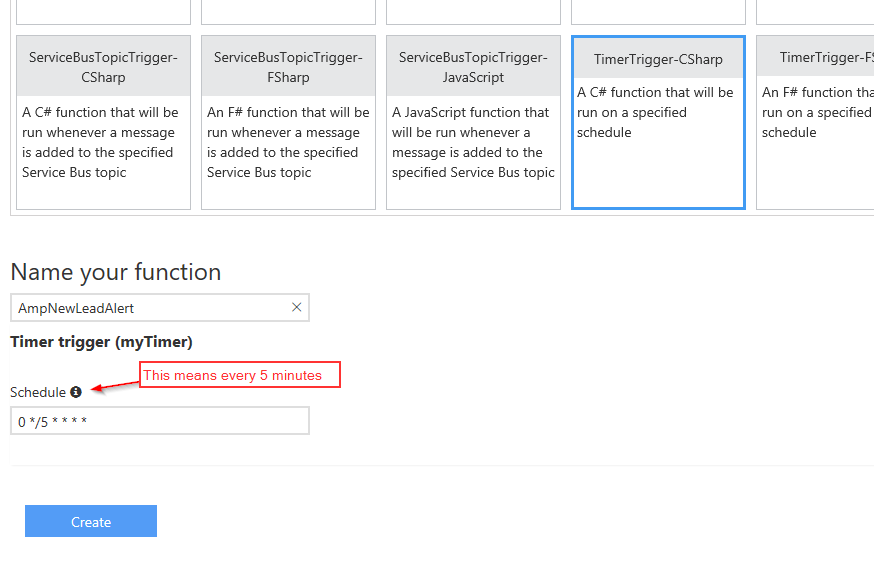 ServiceBusTopicTrigger-
CSharp
A C# function that will be
run whenever a message
is added to the specified
Service Bus topic
ServiceBusTopicTrigger-
FSharp
An F# function that will be
run whenever a message
is added to the specified
Service Bus topic
ServiceBusTopicTrigger-
JavaScript
A JavaScript function that
will be run whenever a
message is added to the
specified Service Bus topic
TimerTrigger-CSharp
A C# function that will be
run on a specified
schedule
TimerTrigger-FS
An F# function tha
run on a specified
schedule
Name your function
AmpNewLeadAlert
Timer trigger (myTimer)
This means every 5 minutes
Schedule
0 */5 * * * *
Create